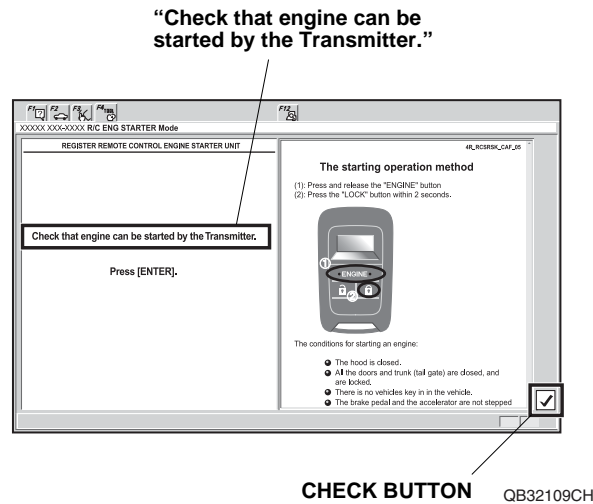 “Check that engine can be
started by the Transmitter.”
F1 F2 F3 F4 F12
XXXXX XXX-XXXX R/C ENG STARTER Mode
REGISTER REMOTE CONTROL ENGINE STARTER UNIT
Check that engine can be started by the Transmitter.
Press [ENTER].
4R_RCSRSK_CAF_05
The starting operation method
(1): Press and release the "ENGINE" button
(2): Press the "LOCK" button within 2 seconds.
1
ENGINE
2
The conditions for starting an engine:
The hood is closed.
All the doors and trunk (tail gate) are closed, and
are locked.
There is no vehicles key in in the vehicle.
The brake pedal and the accelerator are not stepped
CHECK BUTTON
QB32109CH